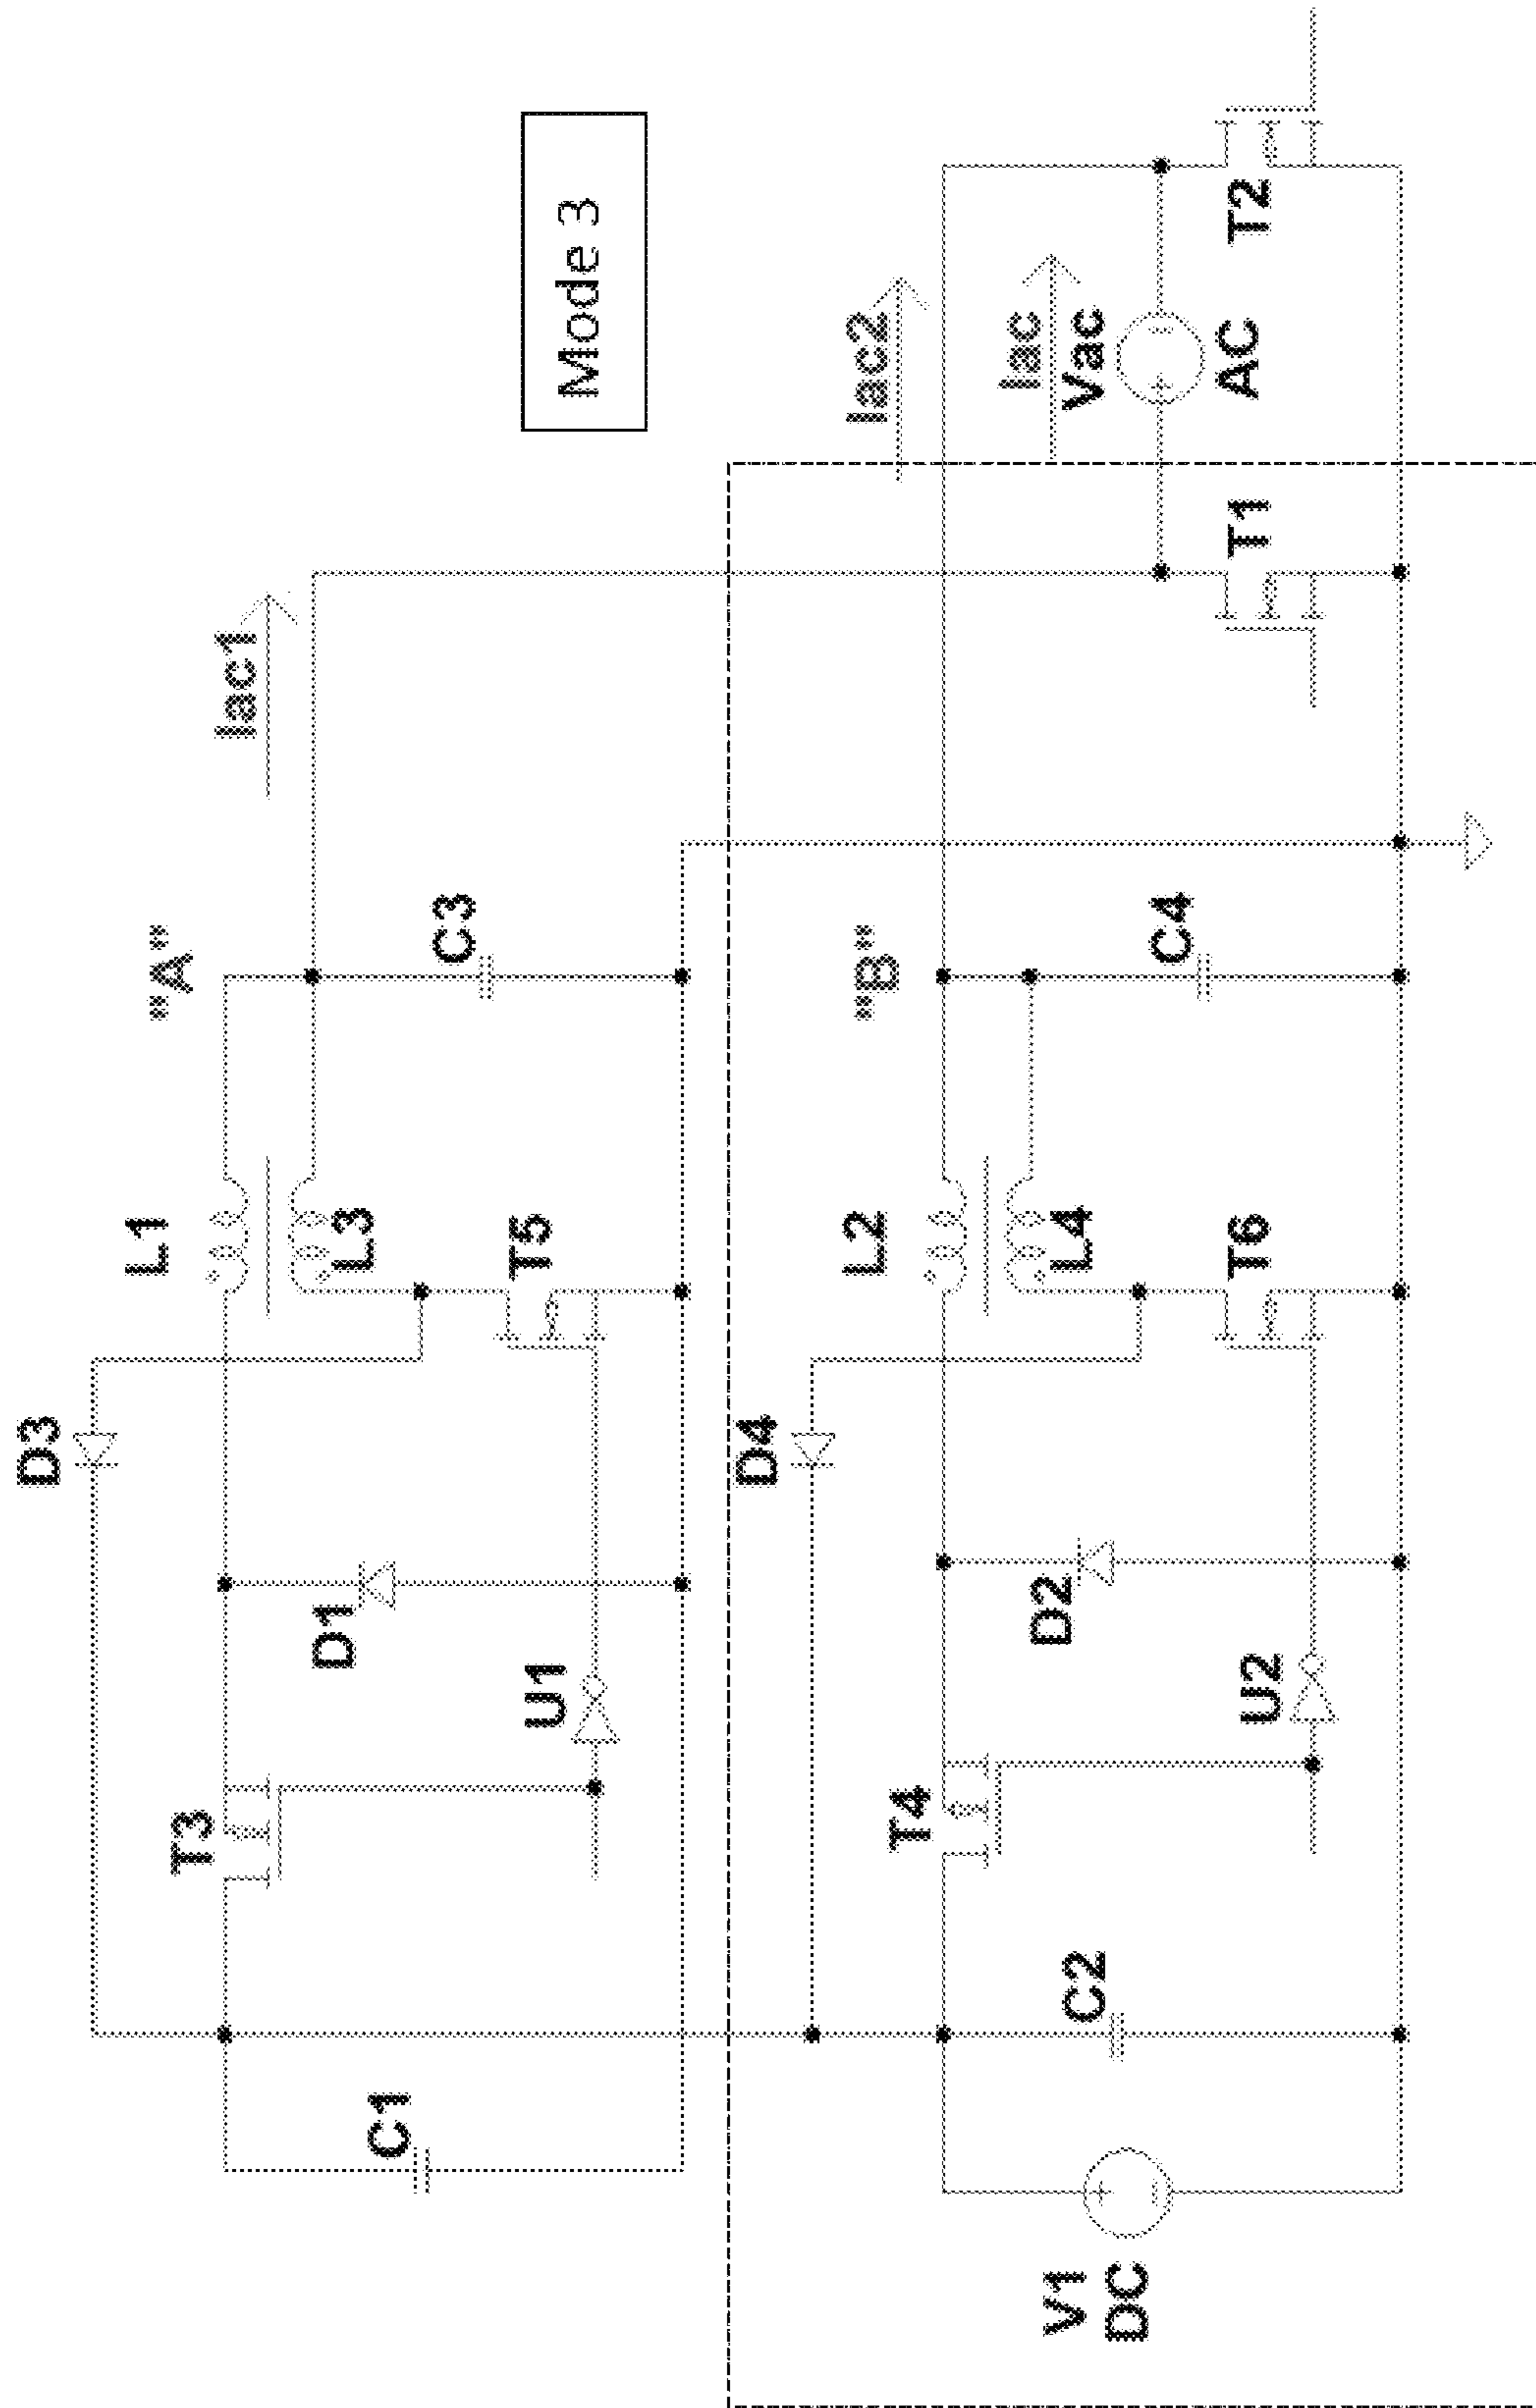 D3
L1
"A"
Iac1
T3
D1
L3
C3
C1
U1
T5
Mode 3
D4
L2
"B"
Iac2
T4
D2
L4
Iac
C2
C4
Vac
V1
DC
U2
T6
T1
AC
T2